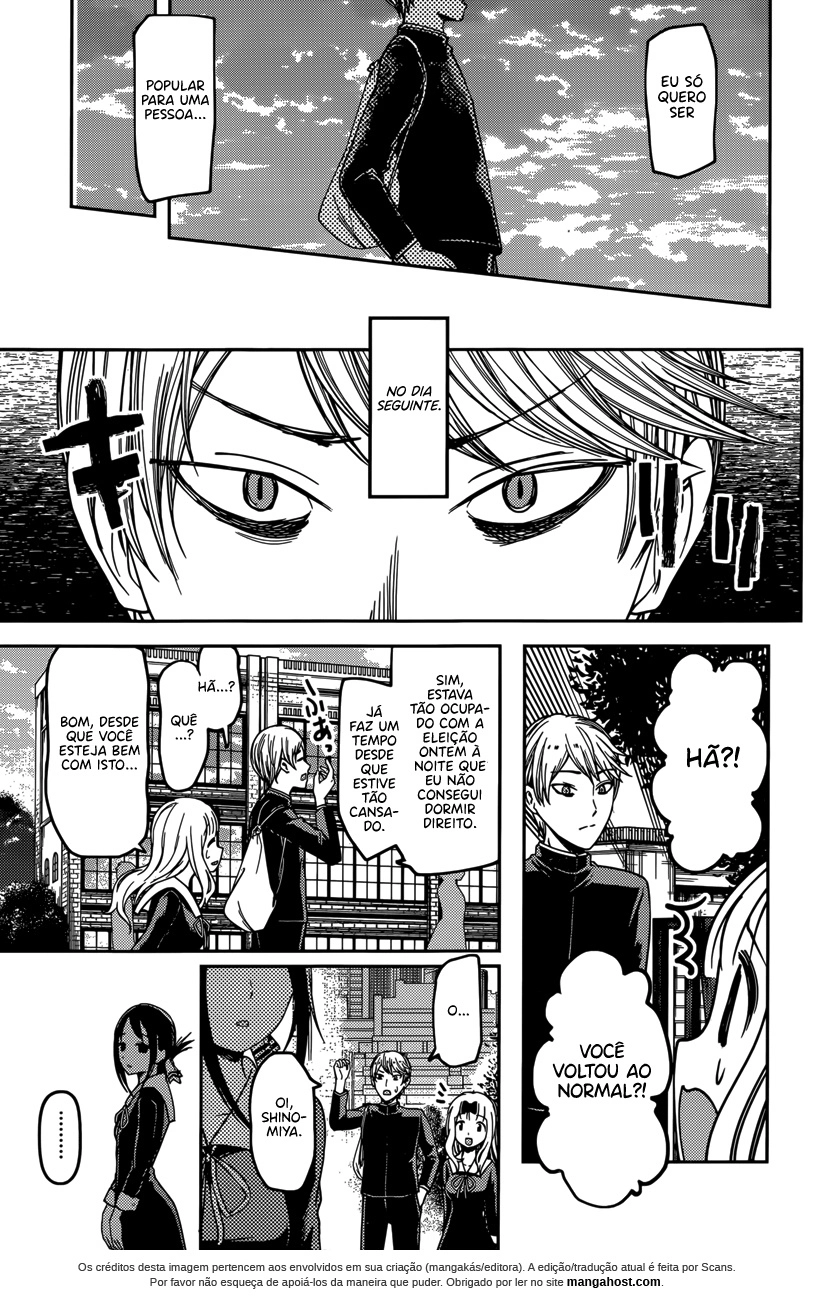 EU SÓ
QUERO
SER
POPULAR
PARA UMA
PESSOA...
NO DIA
SEGUINTE.
HÃ?!
VOCÊ
VOLTOU AO
NORMAL?!
SIM,
ESTAVA
TÃO OCUPA-
DO COM A
ELEIÇÃO
ONTEM À
NOITE QUE
EU NÃO
CONSEGUI
DORMIR
DIREITO.
JÁ
FAZ UM
TEMPO
DESDE
QUE
ESTIVE
TÃO
CANSA-
DO.
ふぁっ
HÃ...?
QUÊ
...?
BOM, DESDE
QUE VOCÊ
ESTEJA BEM
COM ISTO...
O...
OI,
SHINO-
MIYA.
.........
Os créditos desta imagem pertencem aos envolvidos em sua criação (mangakás/editora). A edição/tradução atual é feita por Scans.
Por favor não esqueça de apoiá-los da maneira que puder. Obrigado por ler no site mangahost.com.